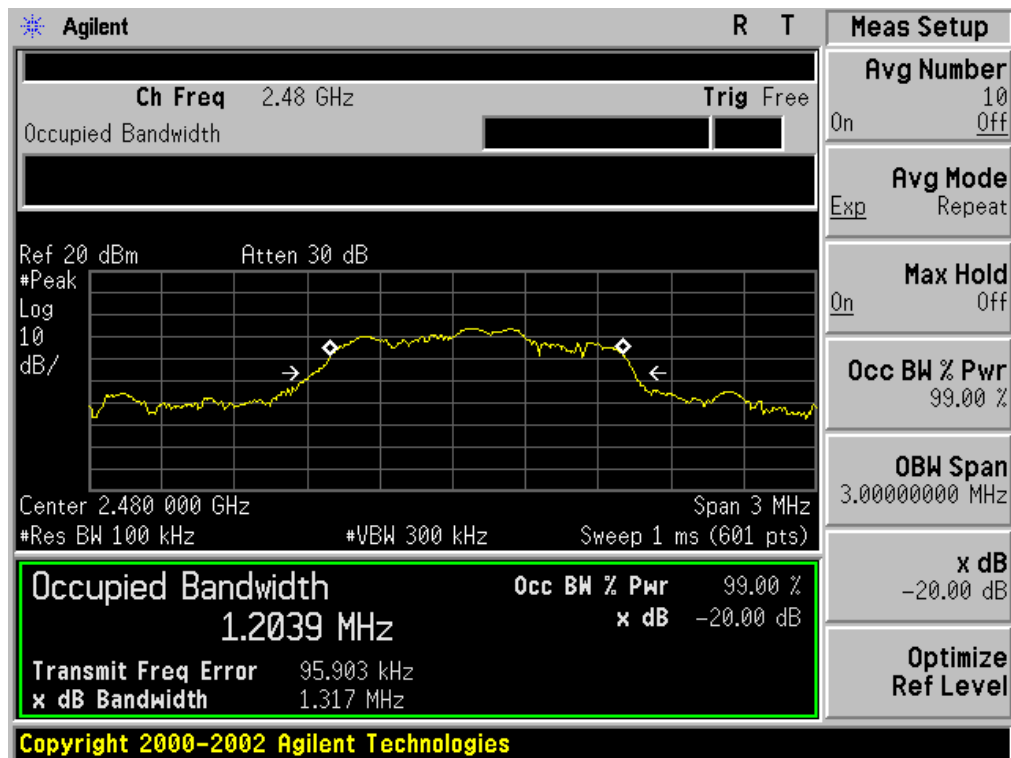 Agilent R T
Ch Freq 2.48 GHz Trig Free
Occupied Bandwidth
Ref 20 dBm Atten 30 dB
#Peak
Log
10
dB/
Center 2.480 000 GHz Span 3 MHz
#Res BW 100 kHz #VBW 300 kHz Sweep 1 ms (601 pts)
Occupied Bandwidth Occ BW % Pwr 99.00 %
1.2039 MHz x dB -20.00 dB
Transmit Freq Error 95.903 kHz
x dB Bandwidth 1.317 MHz
Copyright 2000-2002 Agilent Technologies
Meas Setup
Avg Number
10
On Off
Avg Mode
Exp Repeat
Max Hold
On Off
Occ BW % Pwr
99.00 %
OBW Span
3.00000000 MHz
x dB
-20.00 dB
Optimize
Ref Level